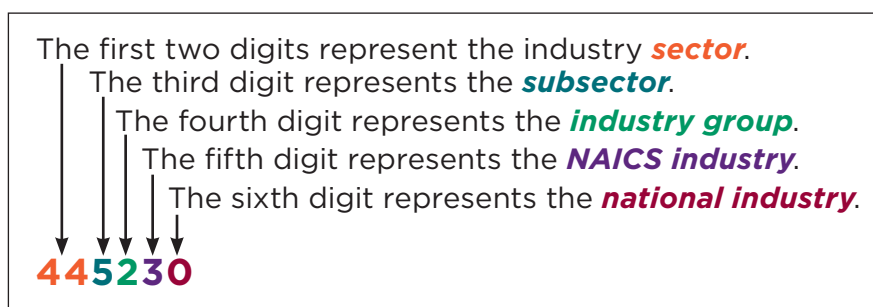 The first two digits represent the industry sector.
The third digit represents the subsector.
The fourth digit represents the industry group.
The fifth digit represents the NAICS industry.
The sixth digit represents the national industry.
445230